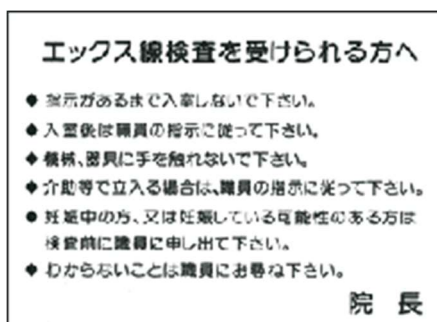 エックス線検査を受けられる方へ
◆ 指示があるまで入室しないで下さい。
◆ 入室後は職員の指示に従って下さい。
◆ 機械、器具に手を触れないで下さい。
◆ 介助等で立入る場合は、職員の指示に従って下さい。
◆ 妊娠中の方、又は妊娠している可能性のある方は
検査前に職員に申し出て下さい。
◆ わからないことは職員にお尋ね下さい。
院 長